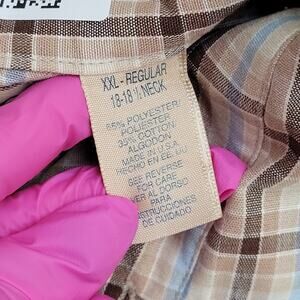 XXL - REGULAR
18-18 ½ NECK
65% POLYESTER/
POLIESTER
35% COTTON
ALGODON
MADE IN U.S.A.
HECHO EN EE.UU
SEE REVERSE
FOR CARE
VER AL DORSO
PARA
INSTRUCCIONES
DE CUIDADO